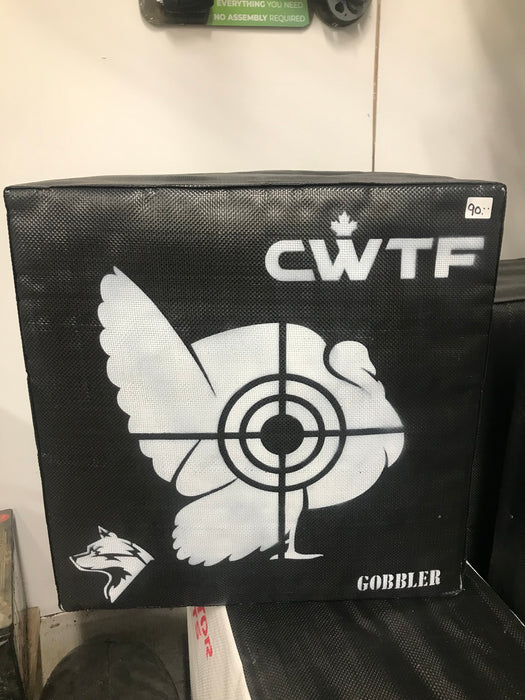 EVERYTHING YOU NEED
NO ASSEMBLY REQUIRED
90.--
CWTF
GOBBLER